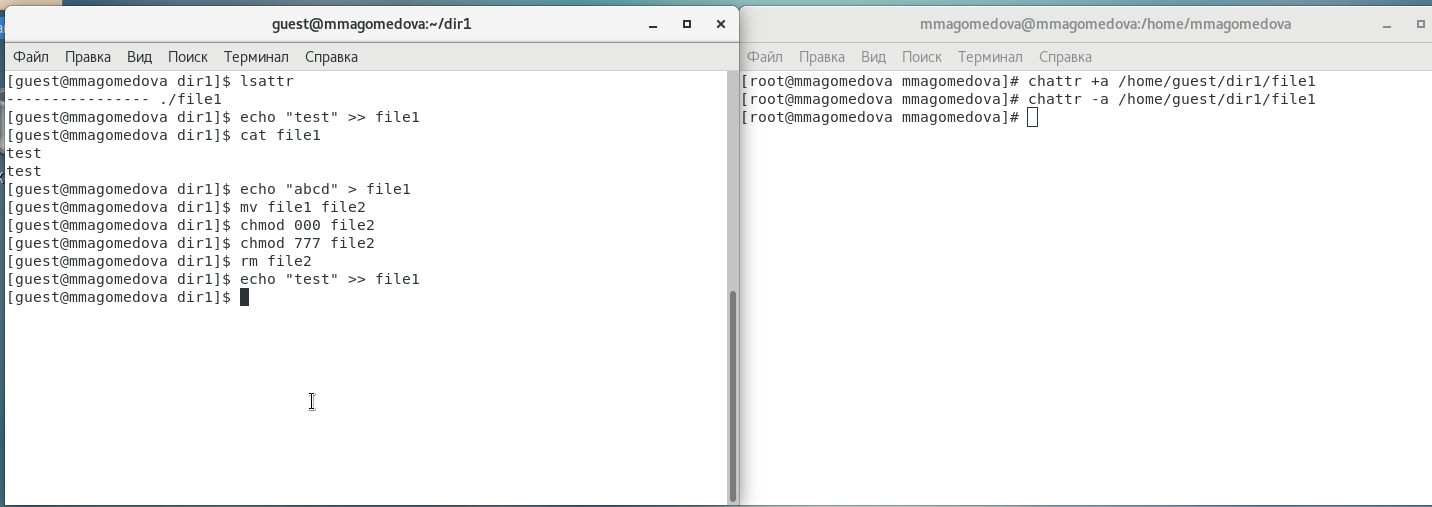 guest@mmagomedova:~/dir1
Файл Правка Вид Поиск Терминал Справка
[guest@mmagomedova dir1]$ lsattr
---------------- ./file1
[guest@mmagomedova dir1]$ echo "test" >> file1
[guest@mmagomedova dir1]$ cat file1
test
test
[guest@mmagomedova dir1]$ echo "abcd" > file1
[guest@mmagomedova dir1]$ mv file1 file2
[guest@mmagomedova dir1]$ chmod 000 file2
[guest@mmagomedova dir1]$ chmod 777 file2
[guest@mmagomedova dir1]$ rm file2
[guest@mmagomedova dir1]$ echo "test" >> file1
[guest@mmagomedova dir1]$
mmagomedova@mmagomedova:/home/mmagomedova
Файл Правка Вид Поиск Терминал Справка
[root@mmagomedova mmagomedova]# chattr +a /home/guest/dir1/file1
[root@mmagomedova mmagomedova]# chattr -a /home/guest/dir1/file1
[root@mmagomedova mmagomedova]#